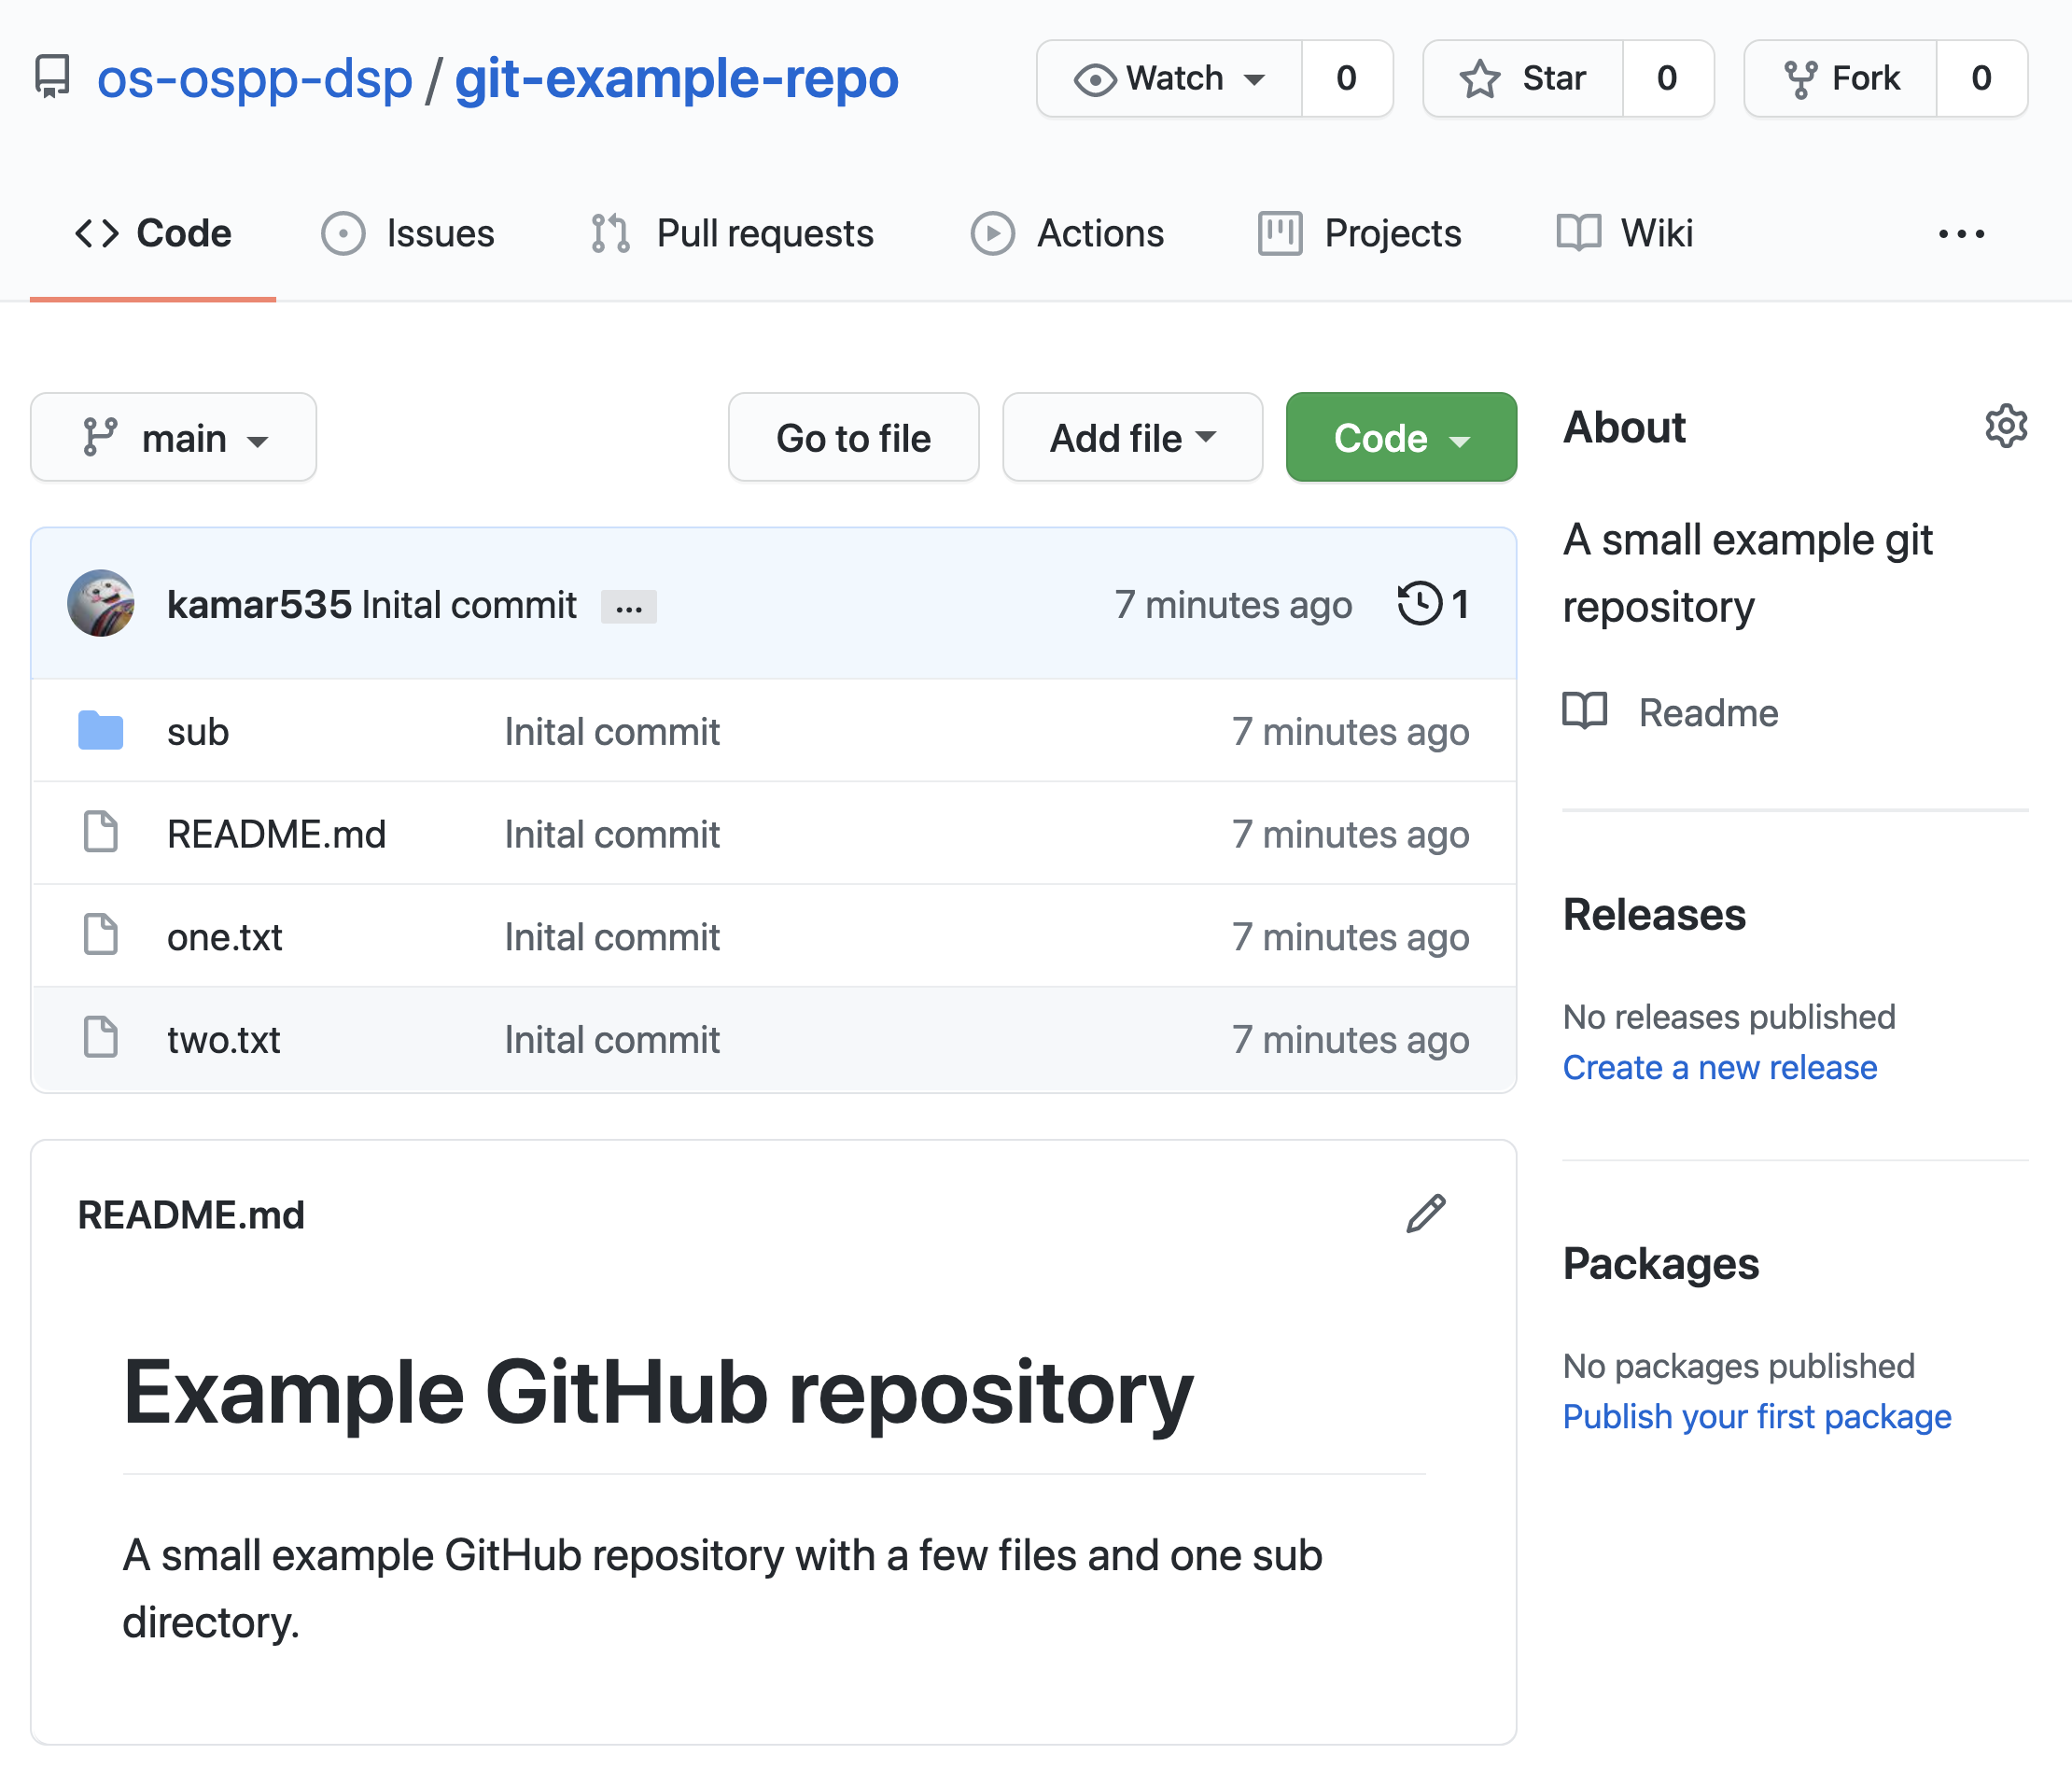 os-ospp-dsp / git-example-repo
Watch 0
Star 0
Fork 0
Code
Issues
Pull requests
Actions
Projects
Wiki
...
main
Go to file
Add file
Code
kamar535 Inital commit ...
7 minutes ago
1
sub Inital commit 7 minutes ago
README.md Inital commit 7 minutes ago
one.txt Inital commit 7 minutes ago
two.txt Inital commit 7 minutes ago
README.md
Example GitHub repository
A small example GitHub repository with a few files and one sub
directory.
About
A small example git
repository
Readme
Releases
No releases published
Create a new release
Packages
No packages published
Publish your first package